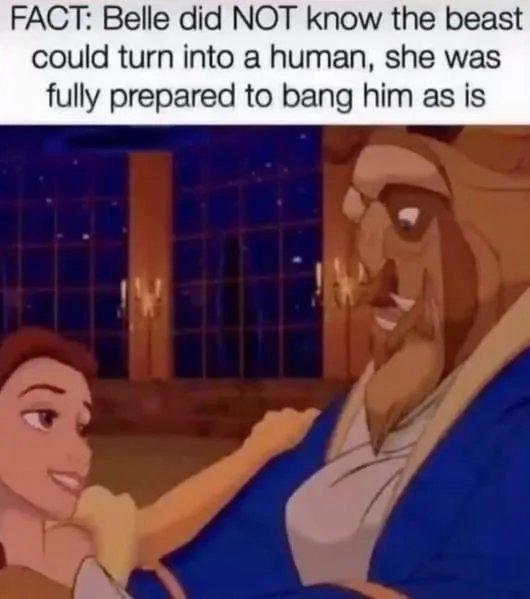 FACT: Belle did NOT know the beast
could turn into a human, she was
fully prepared to bang him as is